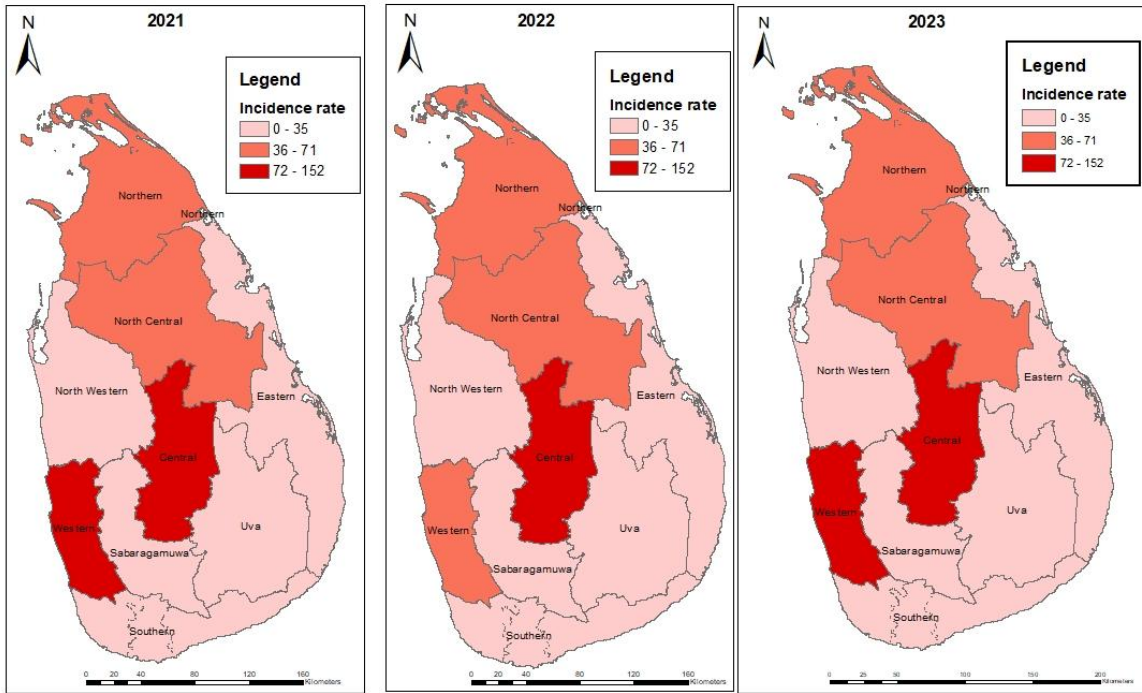 2021
N
Legend
Incidence rate
0 - 35
36 - 71
72 - 152
Northern
Northern
North Central
North Western
Eastern
Central
Western
Uva
Sabaragamuwa
Southern
0 20 40 80 120 160
Kilometers
2022
N
Legend
Incidence rate
0 - 35
36 - 71
72 - 152
Northern
Northern
North Central
North Western
Eastern
Central
Western
Uva
Sabaragamuwa
Southern
0 20 40 80 120 160
Kilometers
2023
N
Legend
Incidence rate
0 - 35
36 - 71
72 - 152
Northern
Northern
North Central
North Western
Eastern
Central
Western
Uva
Sabaragamuwa
Southern
0 25 50 100 150 200
Kilometers